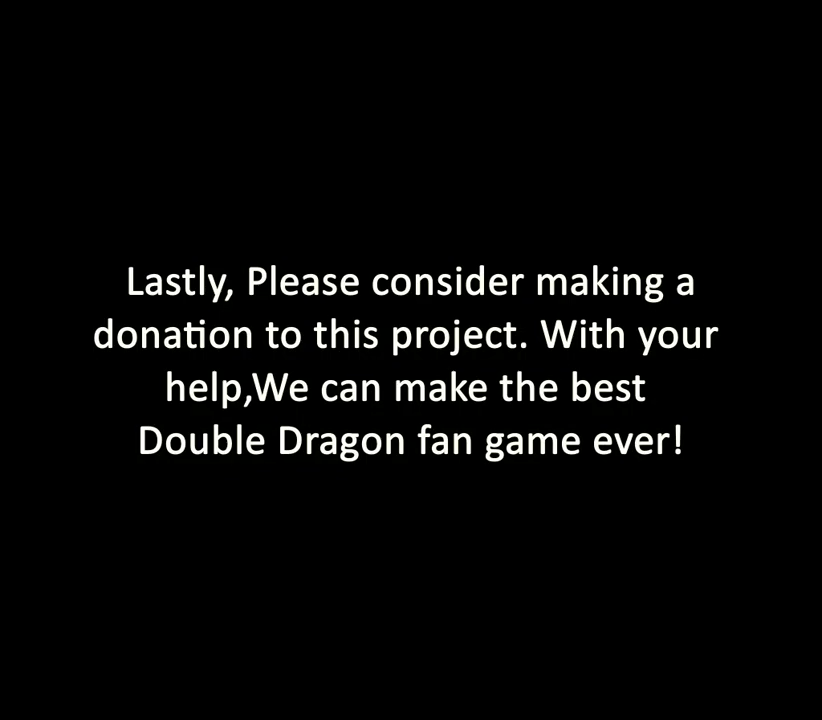 Lastly, Please consider making a
donation to this project. With your
help,We can make the best
Double Dragon fan game ever!